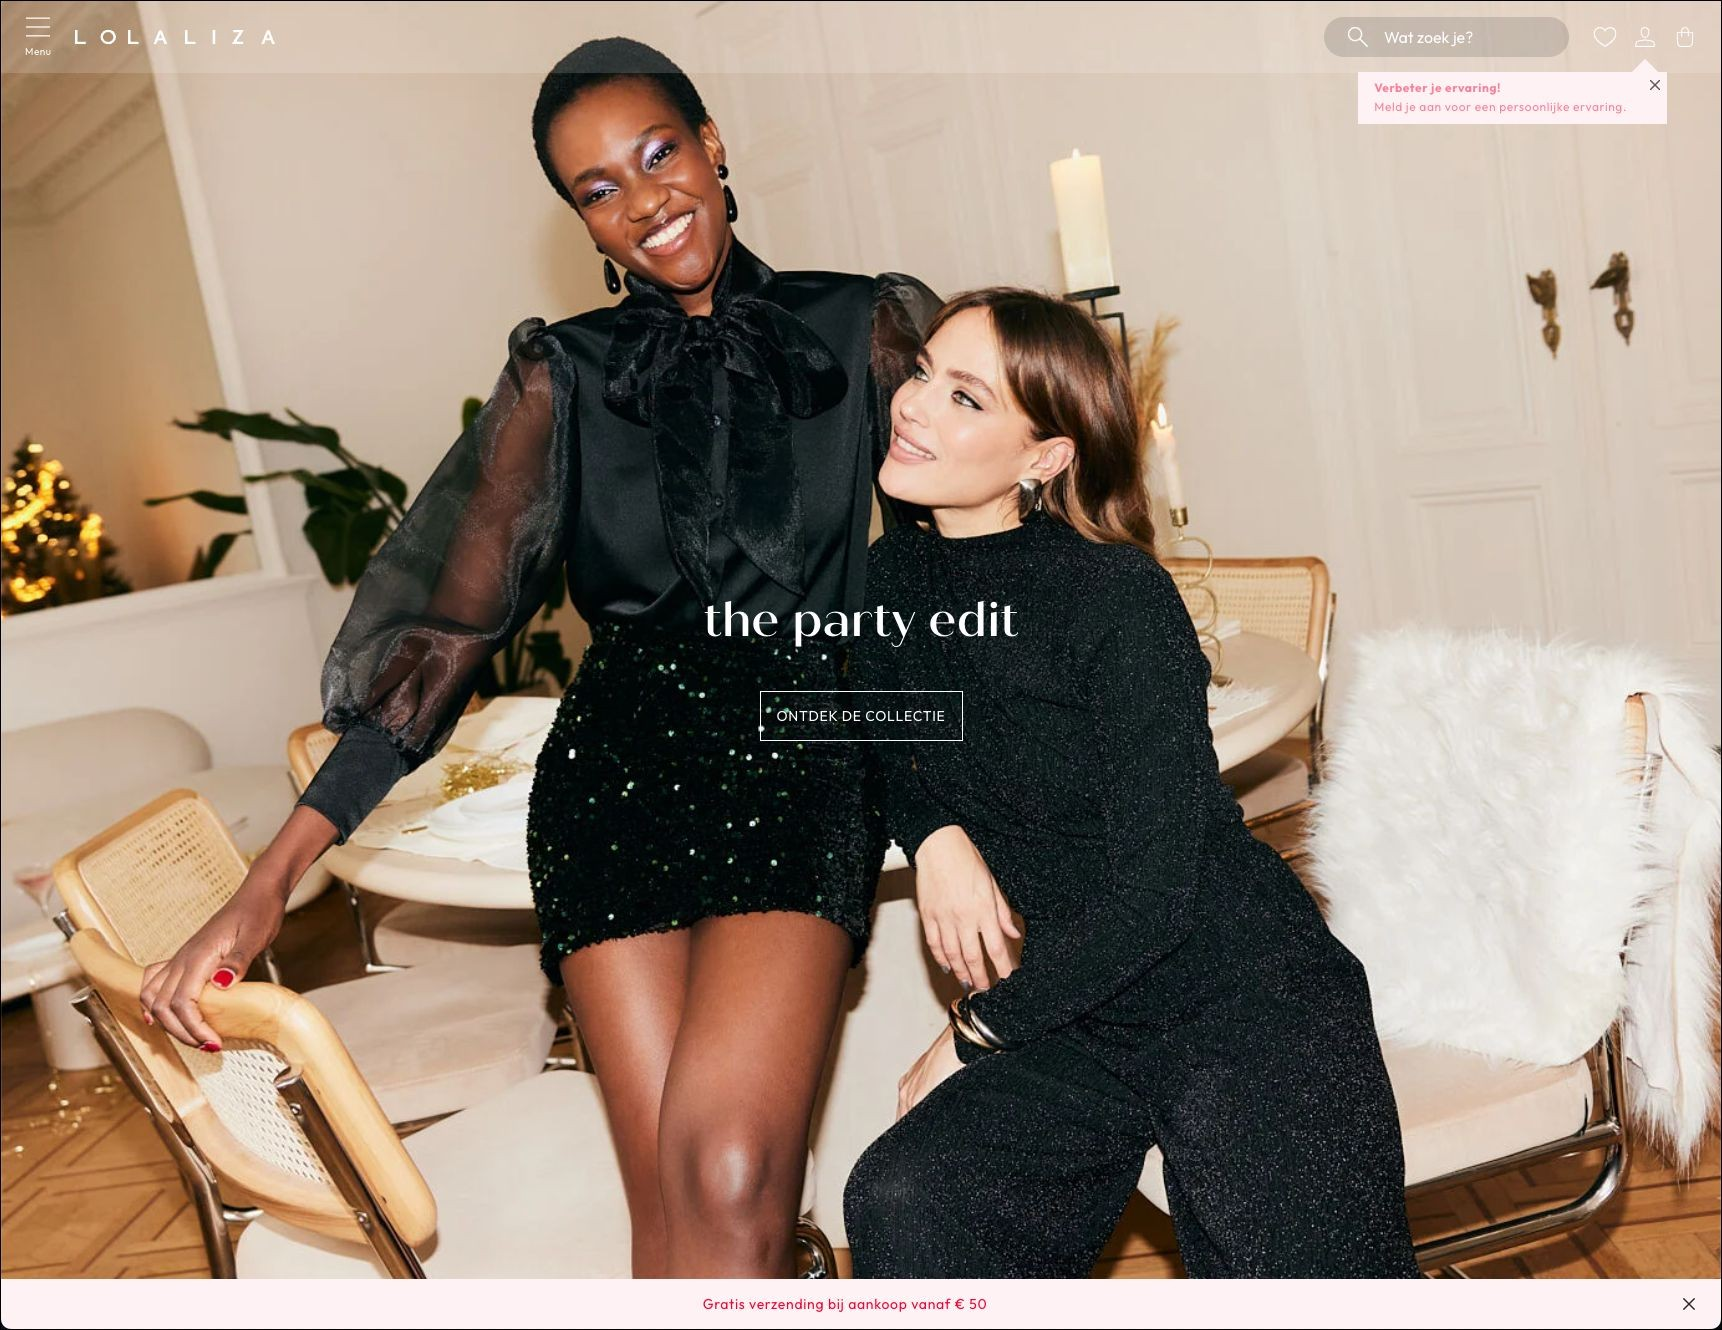 Menu
LOLALIZA
Wat zoek je?
Verbeter je ervaring!
Meld je aan voor een persoonlijke ervaring.
the party edit
ONTDEK DE COLLECTIE
Gratis verzending bij aankoop vanaf € 50